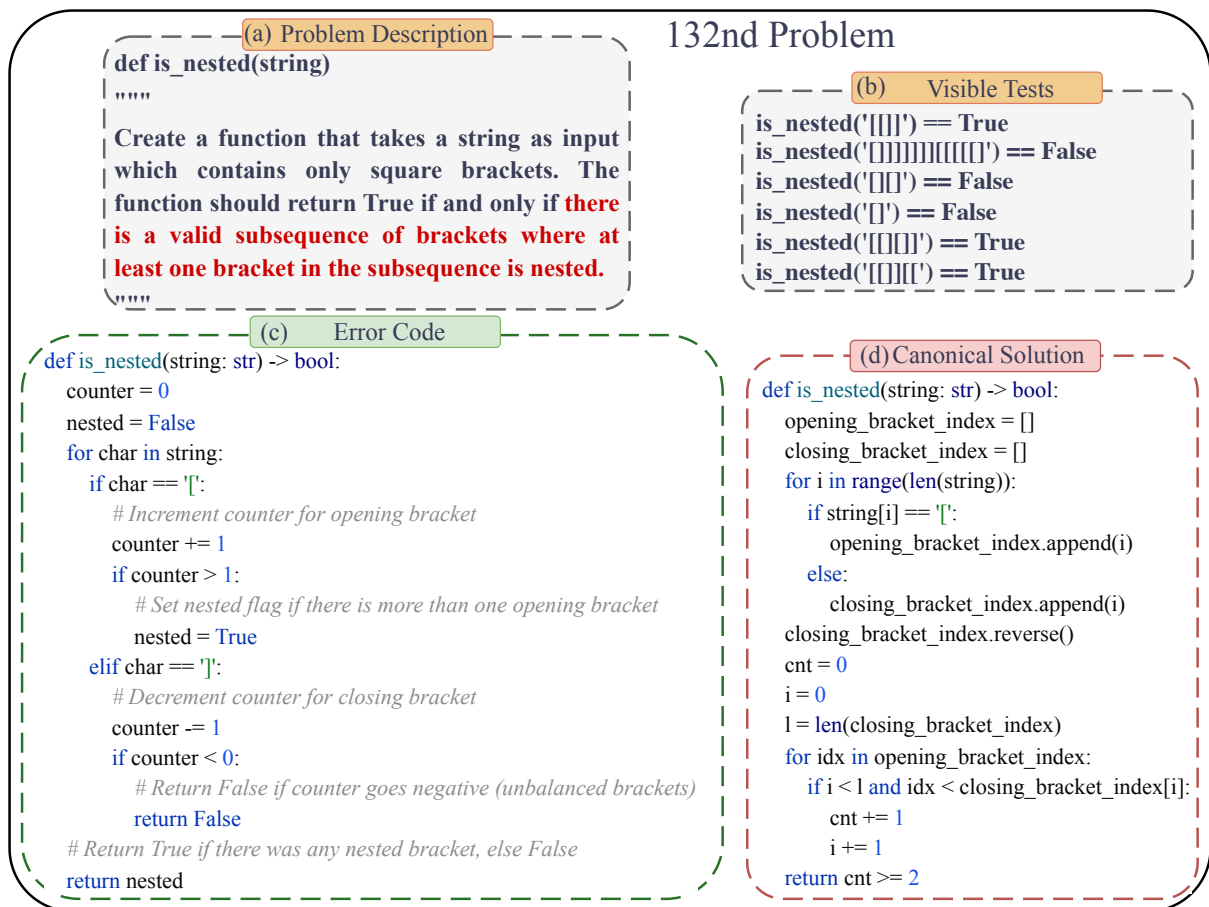 132nd Problem
(a) Problem Description
def is_nested(string)
"""
Create a function that takes a string as input
which contains only square brackets. The
function should return True if and only if there
is a valid subsequence of brackets where at
least one bracket in the subsequence is nested.
"""
(b) Visible Tests
is_nested('[[]]') == True
is_nested('[]]]]]]][[[[[]') == False
is_nested('[][]') == False
is_nested('[]') == False
is_nested('[[][]]') == True
is_nested('[[]][[') == True
(c) Error Code
def is_nested(string: str) -> bool:
counter = 0
nested = False
for char in string:
if char == '[':
# Increment counter for opening bracket
counter += 1
if counter > 1:
# Set nested flag if there is more than one opening bracket
nested = True
elif char == ']':
# Decrement counter for closing bracket
counter -= 1
if counter < 0:
# Return False if counter goes negative (unbalanced brackets)
return False
# Return True if there was any nested bracket, else False
return nested
(d) Canonical Solution
def is_nested(string: str) -> bool:
opening_bracket_index = []
closing_bracket_index = []
for i in range(len(string)):
if string[i] == '[':
opening_bracket_index.append(i)
else:
closing_bracket_index.append(i)
closing_bracket_index.reverse()
cnt = 0
i = 0
l = len(closing_bracket_index)
for idx in opening_bracket_index:
if i < l and idx < closing_bracket_index[i]:
cnt += 1
i += 1
return cnt >= 2